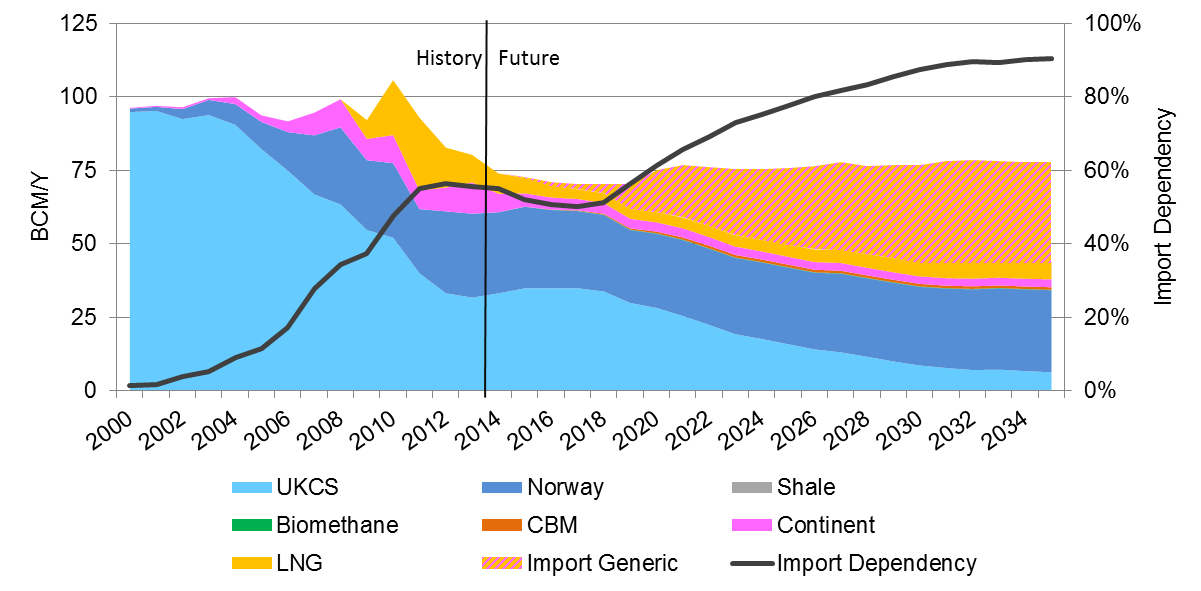 125
100
75
50
25
0
BCM/Y
History
Future
100%
80%
60%
40%
20%
0%
Import Dependency
2000
2002
2004
2006
2008
2010
2012
2014
2016
2018
2020
2022
2024
2026
2028
2030
2032
2034
UKCS
Norway
Shale
Biomethane
CBM
Continent
LNG
Import Generic
Import Dependency